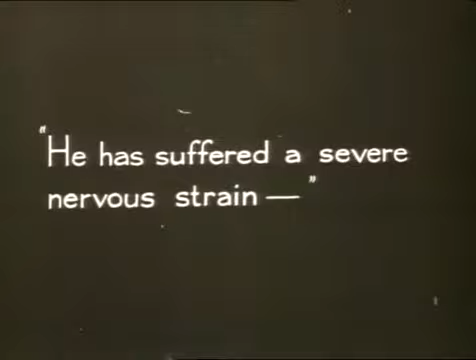 "He has suffered a severe
nervous strain — "